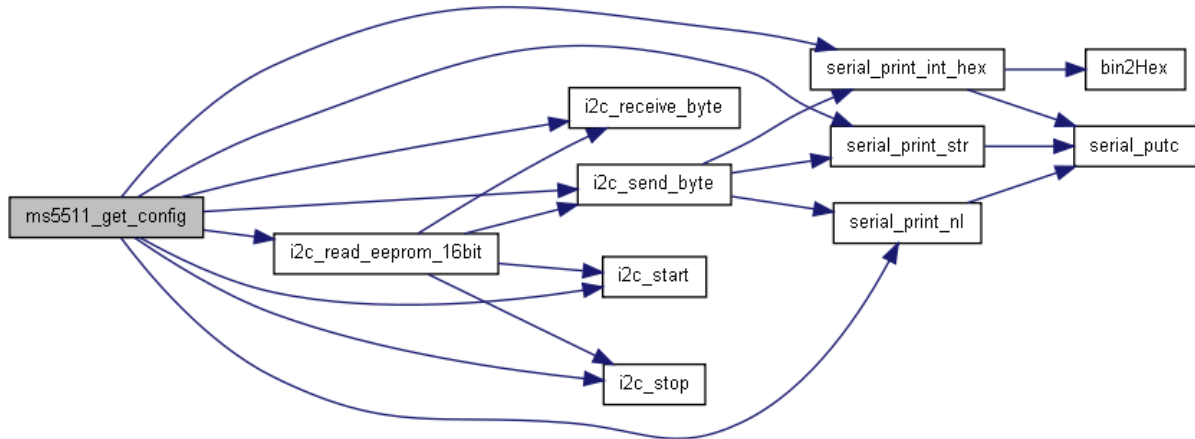 serial_print_int_hex
bin2Hex
i2c_receive_byte
serial_print_str
serial_putc
i2c_send_byte
ms5511_get_config
serial_print_nl
i2c_read_eeprom_16bit
i2c_start
i2c_stop